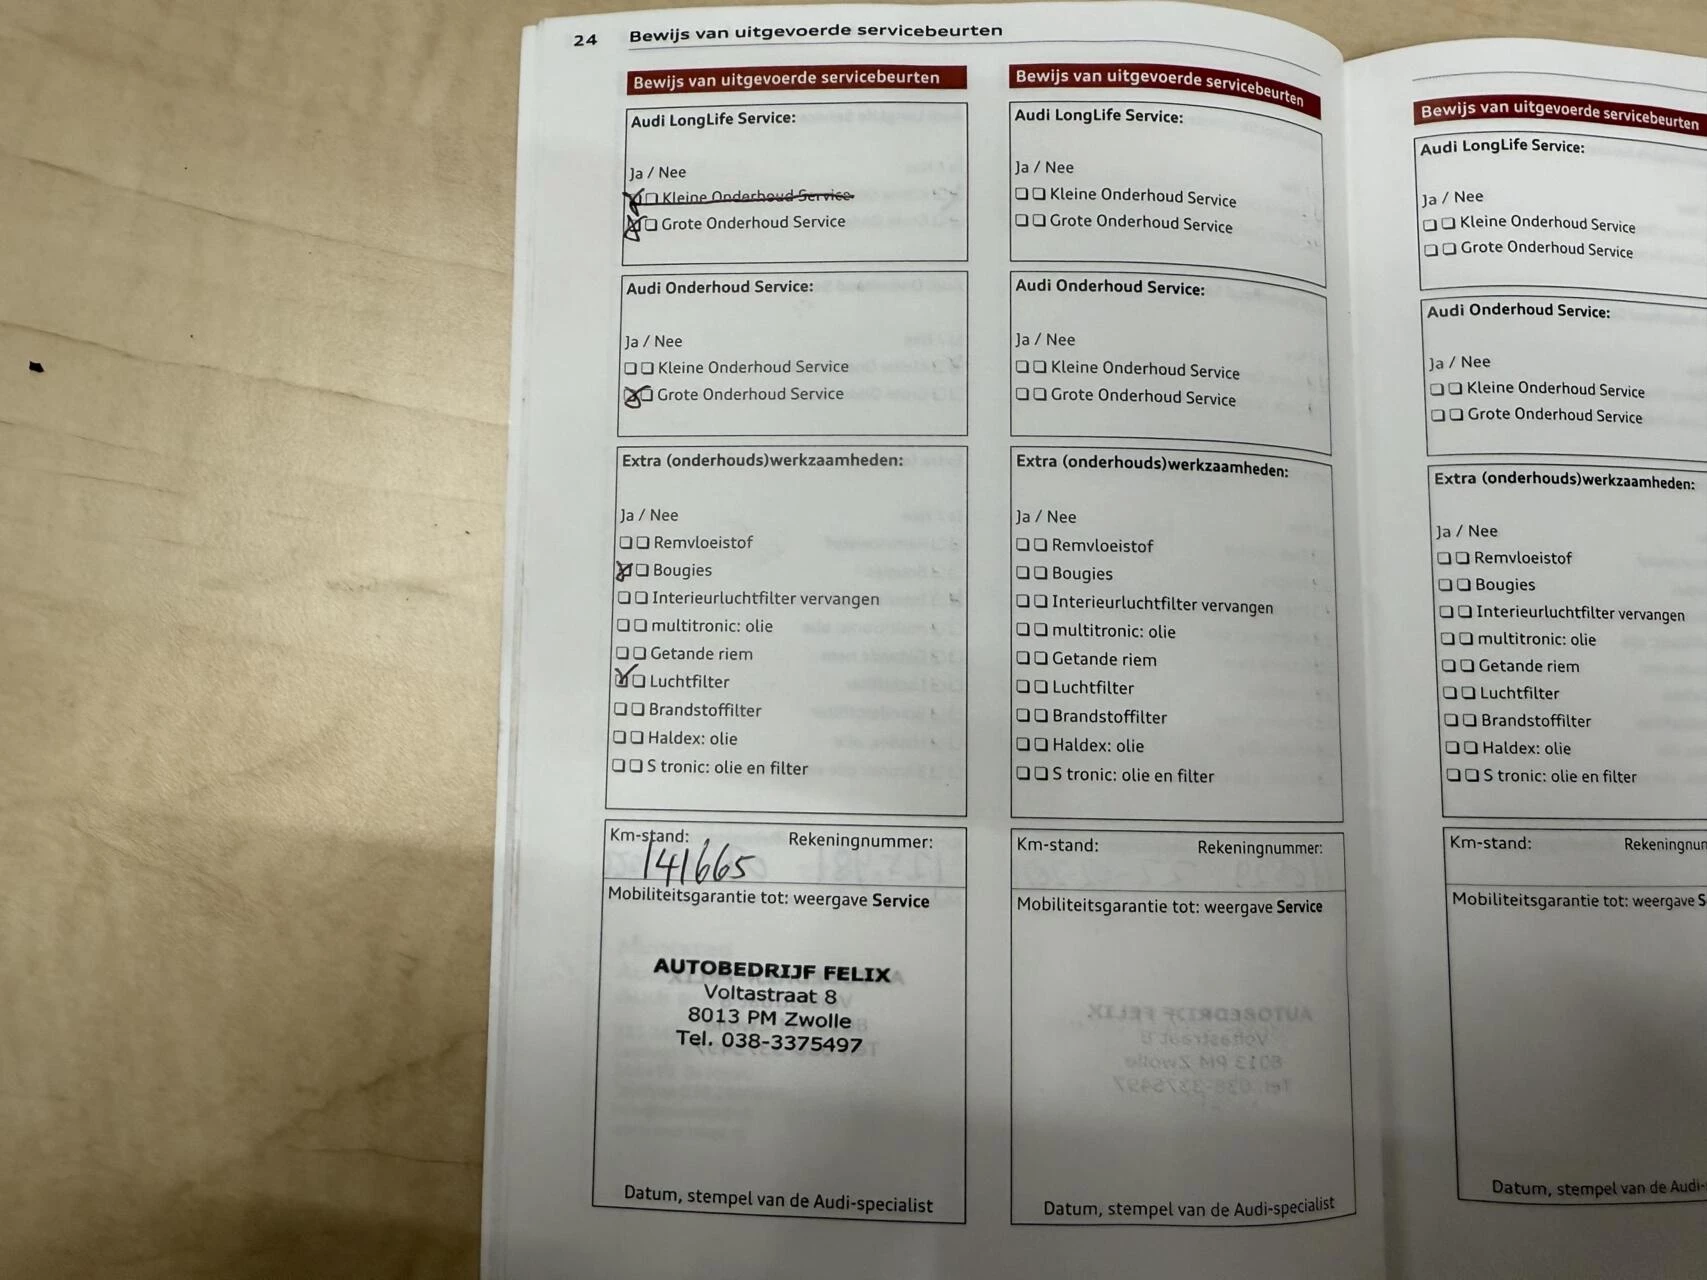 24 Bewijs van uitgevoerde servicebeurten
Bewijs van uitgevoerde servicebeurten
Audi LongLife Service:
Ja / Nee
Kleine Onderhoud Service
Grote Onderhoud Service
Audi Onderhoud Service:
Ja / Nee
Kleine Onderhoud Service
Grote Onderhoud Service
Extra (onderhouds)werkzaamheden:
Ja / Nee
Remvloeistof
Bougies
Interieurluchtfilter vervangen
multitronic: olie
Getande riem
Luchtfilter
Brandstoffilter
Haldex: olie
S tronic: olie en filter
Km-stand: Rekeningnummer:
141665
Mobiliteitsgarantie tot: weergave Service
AUTOBEDRIJF FELIX
Voltastraat 8
8013 PM Zwolle
Tel. 038-3375497
Datum, stempel van de Audi-specialist
Bewijs van uitgevoerde servicebeurten
Audi LongLife Service:
Ja / Nee
Kleine Onderhoud Service
Grote Onderhoud Service
Audi Onderhoud Service:
Ja / Nee
Kleine Onderhoud Service
Grote Onderhoud Service
Extra (onderhouds)werkzaamheden:
Ja / Nee
Remvloeistof
Bougies
Interieurluchtfilter vervangen
multitronic: olie
Getande riem
Luchtfilter
Brandstoffilter
Haldex: olie
S tronic: olie en filter
Km-stand: Rekeningnummer:
Mobiliteitsgarantie tot: weergave Service
Datum, stempel van de Audi-specialist
Bewijs van uitgevoerde servicebeurten
Audi LongLife Service:
Ja / Nee
Kleine Onderhoud Service
Grote Onderhoud Service
Audi Onderhoud Service:
Ja / Nee
Kleine Onderhoud Service
Grote Onderhoud Service
Extra (onderhouds)werkzaamheden:
Ja / Nee
Remvloeistof
Bougies
Interieurluchtfilter vervangen
multitronic: olie
Getande riem
Luchtfilter
Brandstoffilter
Haldex: olie
S tronic: olie en filter
Km-stand: Rekeningnum
Mobiliteitsgarantie tot: weergave S
Datum, stempel van de Audi-